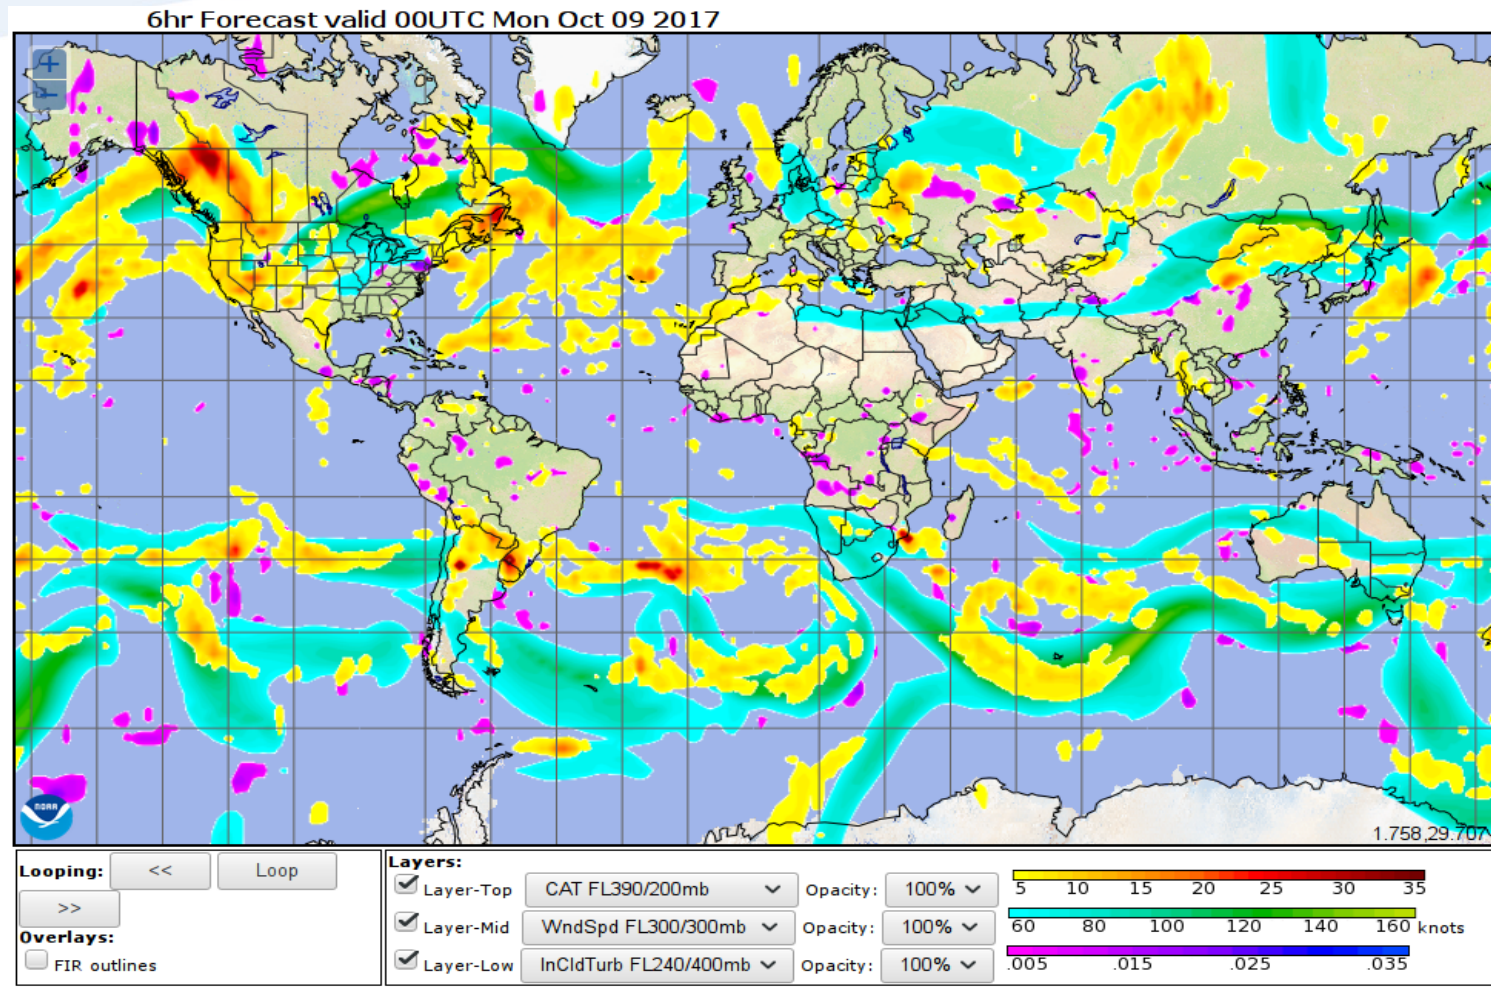 6hr Forecast valid 00UTC Mon Oct 09 2017
+
−
NOAA
1.758,29.707
Looping: << Loop
>>
Overlays:
FIR outlines
Layers:
Layer-Top CAT FL390/200mb Opacity: 100%
5 10 15 20 25 30 35
Layer-Mid WndSpd FL300/300mb Opacity: 100%
60 80 100 120 140 160 knots
Layer-Low InCldTurb FL240/400mb Opacity: 100%
.005 .015 .025 .035